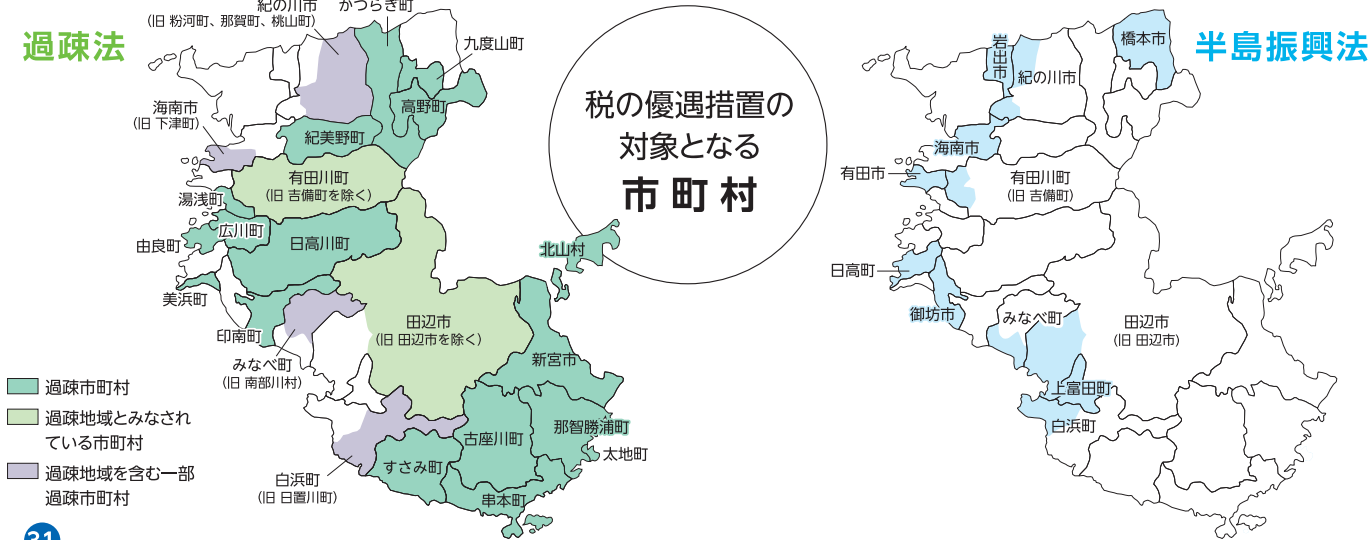 過疎法
紀の川市
(旧 粉河町、那賀町、桃山町)
かつらぎ町
九度山町
高野町
海南市
(旧 下津町)
紀美野町
有田川町
(旧 吉備町を除く)
湯浅町
広川町
由良町
日高川町
美浜町
印南町
みなべ町
(旧 南部川村)
田辺市
(旧 田辺市を除く)
北山村
新宮市
那智勝浦町
太地町
古座川町
すさみ町
串本町
白浜町
(旧 日置川町)
過疎市町村
過疎地域とみなされ
ている市町村
過疎地域を含む一部
過疎市町村
31
税の優遇措置の
対象となる
市町村
半島振興法
橋本市
岩出市
紀の川市
海南市
有田市
有田川町
(旧 吉備町)
日高町
御坊市
みなべ町
田辺市
(旧 田辺市)
上富田町
白浜町